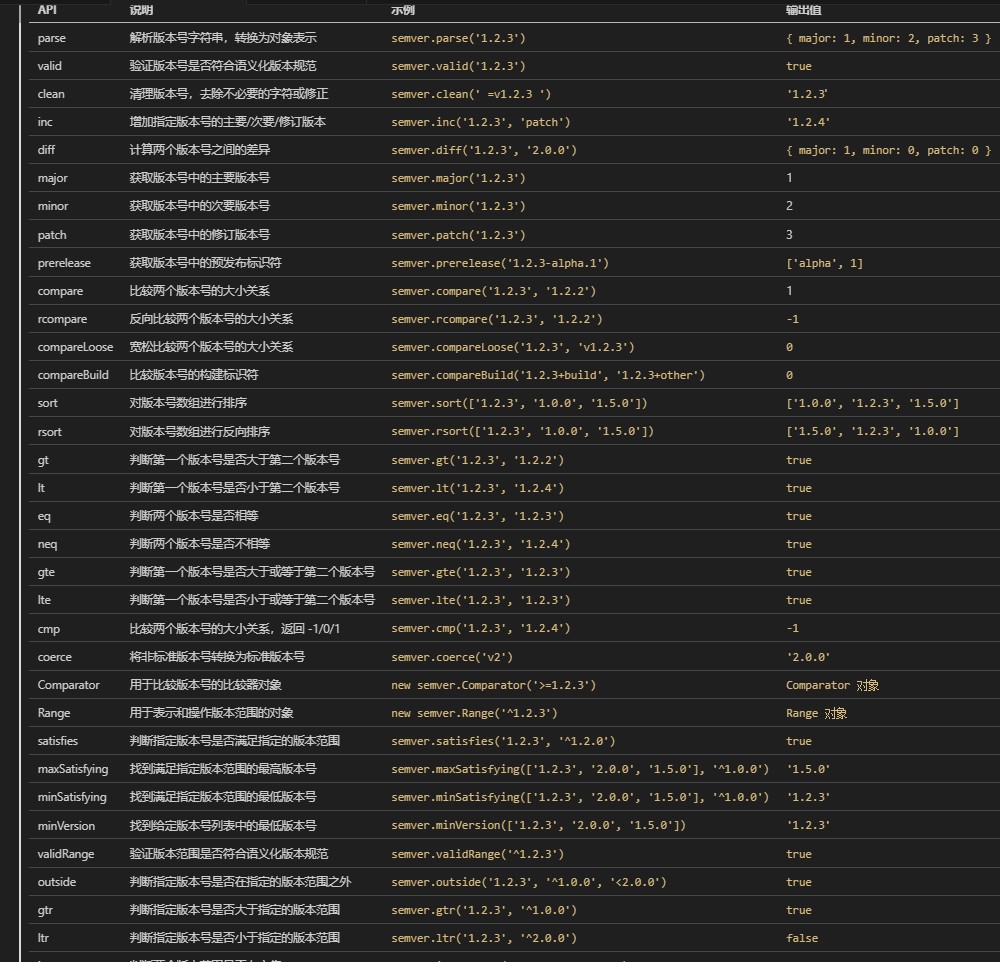 API 说明 示例 输出值
parse 解析版本号字符串，转换为对象表示 semver.parse('1.2.3') { major: 1, minor: 2, patch: 3 }
valid 验证版本号是否符合语义化版本规范 semver.valid('1.2.3') true
clean 清理版本号，去除不必要的字符或修正 semver.clean(' =v1.2.3 ') '1.2.3'
inc 增加指定版本号的主要/次要/修订版本 semver.inc('1.2.3', 'patch') '1.2.4'
diff 计算两个版本号之间的差异 semver.diff('1.2.3', '2.0.0') { major: 1, minor: 0, patch: 0 }
major 获取版本号中的主要版本号 semver.major('1.2.3') 1
minor 获取版本号中的次要版本号 semver.minor('1.2.3') 2
patch 获取版本号中的修订版本号 semver.patch('1.2.3') 3
prerelease 获取版本号中的预发布标识符 semver.prerelease('1.2.3-alpha.1') ['alpha', 1]
compare 比较两个版本号的大小关系 semver.compare('1.2.3', '1.2.2') 1
rcompare 反向比较两个版本号的大小关系 semver.rcompare('1.2.3', '1.2.2') -1
compareLoose 宽松比较两个版本号的大小关系 semver.compareLoose('1.2.3', 'v1.2.3') 0
compareBuild 比较版本号的构建标识符 semver.compareBuild('1.2.3+build', '1.2.3+other') 0
sort 对版本号数组进行排序 semver.sort(['1.2.3', '1.0.0', '1.5.0']) ['1.0.0', '1.2.3', '1.5.0']
rsort 对版本号数组进行反向排序 semver.rsort(['1.2.3', '1.0.0', '1.5.0']) ['1.5.0', '1.2.3', '1.0.0']
gt 判断第一个版本号是否大于第二个版本号 semver.gt('1.2.3', '1.2.2') true
lt 判断第一个版本号是否小于第二个版本号 semver.lt('1.2.3', '1.2.4') true
eq 判断两个版本号是否相等 semver.eq('1.2.3', '1.2.3') true
neq 判断两个版本号是否不相等 semver.neq('1.2.3', '1.2.4') true
gte 判断第一个版本号是否大于或等于第二个版本号 semver.gte('1.2.3', '1.2.3') true
lte 判断第一个版本号是否小于或等于第二个版本号 semver.lte('1.2.3', '1.2.3') true
cmp 比较两个版本号的大小关系，返回 -1/0/1 semver.cmp('1.2.3', '1.2.4') -1
coerce 将非标准版本号转换为标准版本号 semver.coerce('v2') '2.0.0'
Comparator 用于比较版本号的比较器对象 new semver.Comparator('>=1.2.3') Comparator 对象
Range 用于表示和操作版本范围的对象 new semver.Range('^1.2.3') Range 对象
satisfies 判断指定版本号是否满足指定的版本范围 semver.satisfies('1.2.3', '^1.2.0') true
maxSatisfying 找到满足指定版本范围的最高版本号 semver.maxSatisfying(['1.2.3', '2.0.0', '1.5.0'], '^1.0.0') '1.5.0'
minSatisfying 找到满足指定版本范围的最低版本号 semver.minSatisfying(['1.2.3', '2.0.0', '1.5.0'], '^1.0.0') '1.2.3'
minVersion 找到给定版本号列表中的最低版本号 semver.minVersion(['1.2.3', '2.0.0', '1.5.0']) '1.2.3'
validRange 验证版本范围是否符合语义化版本规范 semver.validRange('^1.2.3') true
outside 判断指定版本号是否在指定的版本范围之外 semver.outside('1.2.3', '^1.0.0', '<2.0.0') true
gtr 判断指定版本号是否大于指定的版本范围 semver.gtr('1.2.3', '^1.0.0') true
ltr 判断指定版本号是否小于指定的版本范围 semver.ltr('1.2.3', '^2.0.0') false